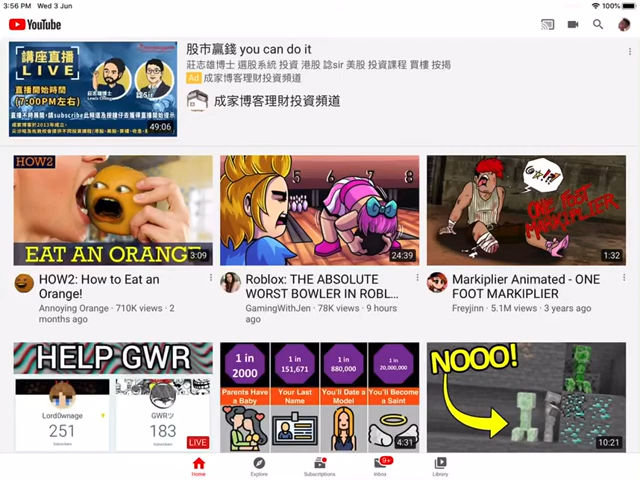 3:56 PM Wed 3 Jun
100%
YouTube
講座直播
LIVE
直播開始時間
(7:00PM左右)
49:06
股市贏錢 you can do it
莊志雄博士 選股系統 投資 港股 諗sir 美股 投資課程 買樓 按揭
Ad 成家博客理財投資頻道
成家博客理財投資頻道
HOW2
EAT AN ORANGE
3:09
HOW2: How to Eat an
Orange!
Annoying Orange · 710K views · 2
months ago
24:39
Roblox: THE ABSOLUTE
WORST BOWLER IN ROBL...
GamingWithJen · 78K views · 9 hours
ago
ONE FOOT
MARKIPLIER
1:32
Markiplier Animated - ONE
FOOT MARKIPLIER
Freyjinn · 5.1M views · 3 years ago
HELP GWR
Lord0wnage
251
Subscribers
GWRツ
183
Subscribers
LIVE
1 in
2000
1 in
151,671
1 in
880,000
1 in
20,000,000
Parents Have
a Baby
Your Last
Name
You'll Date a
Model
You'll Become
a Saint
4:31
NOOO!
10:21
Home
Explore
Subscriptions
9+
Inbox
Library